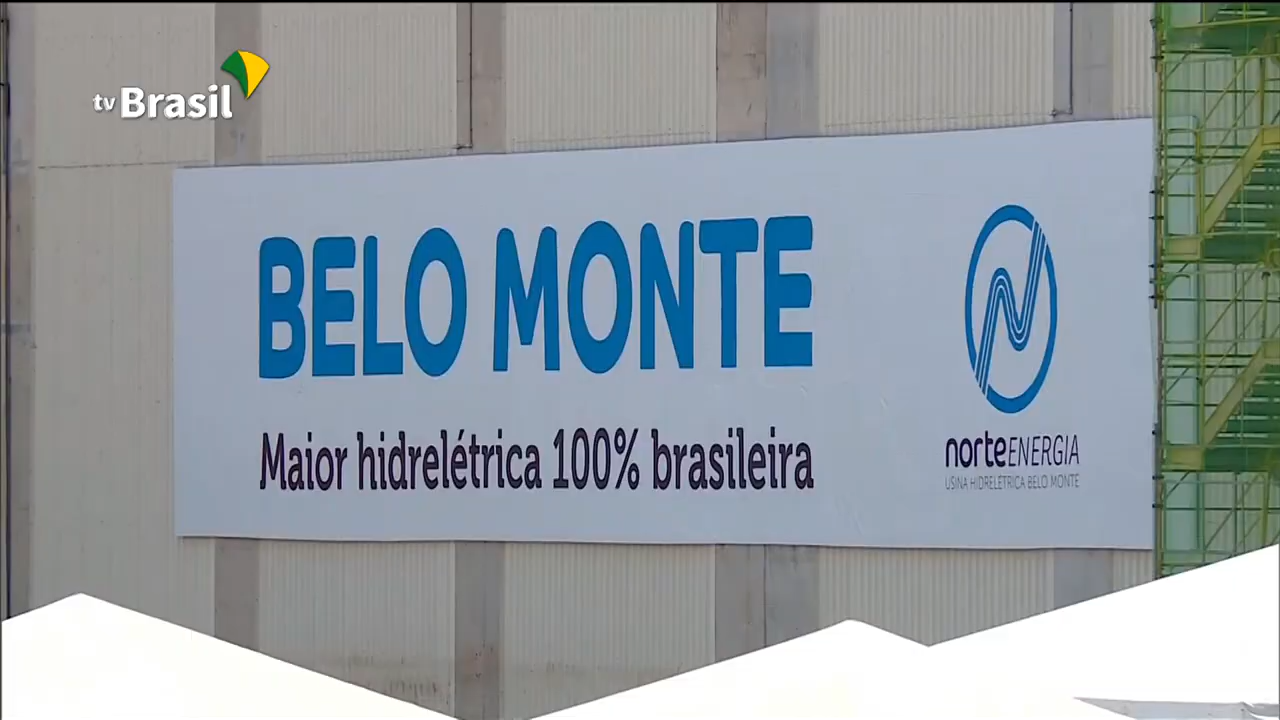 tv Brasil
BELO MONTE
Maior hidrelétrica 100% brasileira
norteENERGIA
USINA HIDRELÉTRICA BELO MONTE